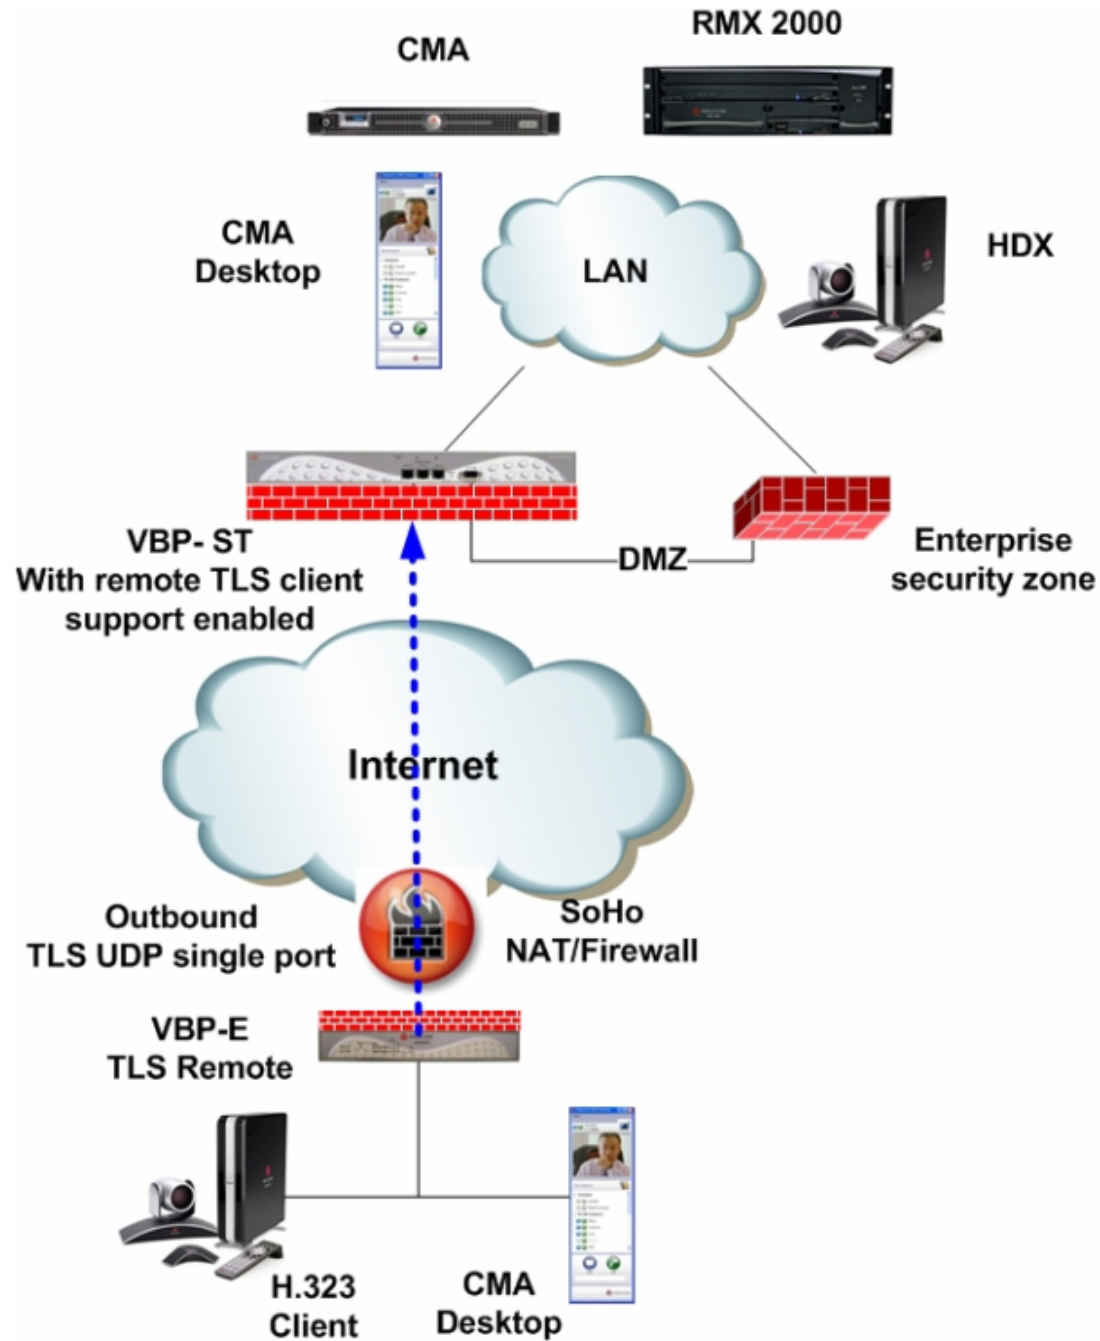 CMA
RMX 2000
CMA
Desktop
LAN
HDX
VBP- ST
With remote TLS client
support enabled
DMZ
Enterprise
security zone
Internet
Outbound
TLS UDP single port
SoHo
NAT/Firewall
VBP-E
TLS Remote
H.323
Client
CMA
Desktop